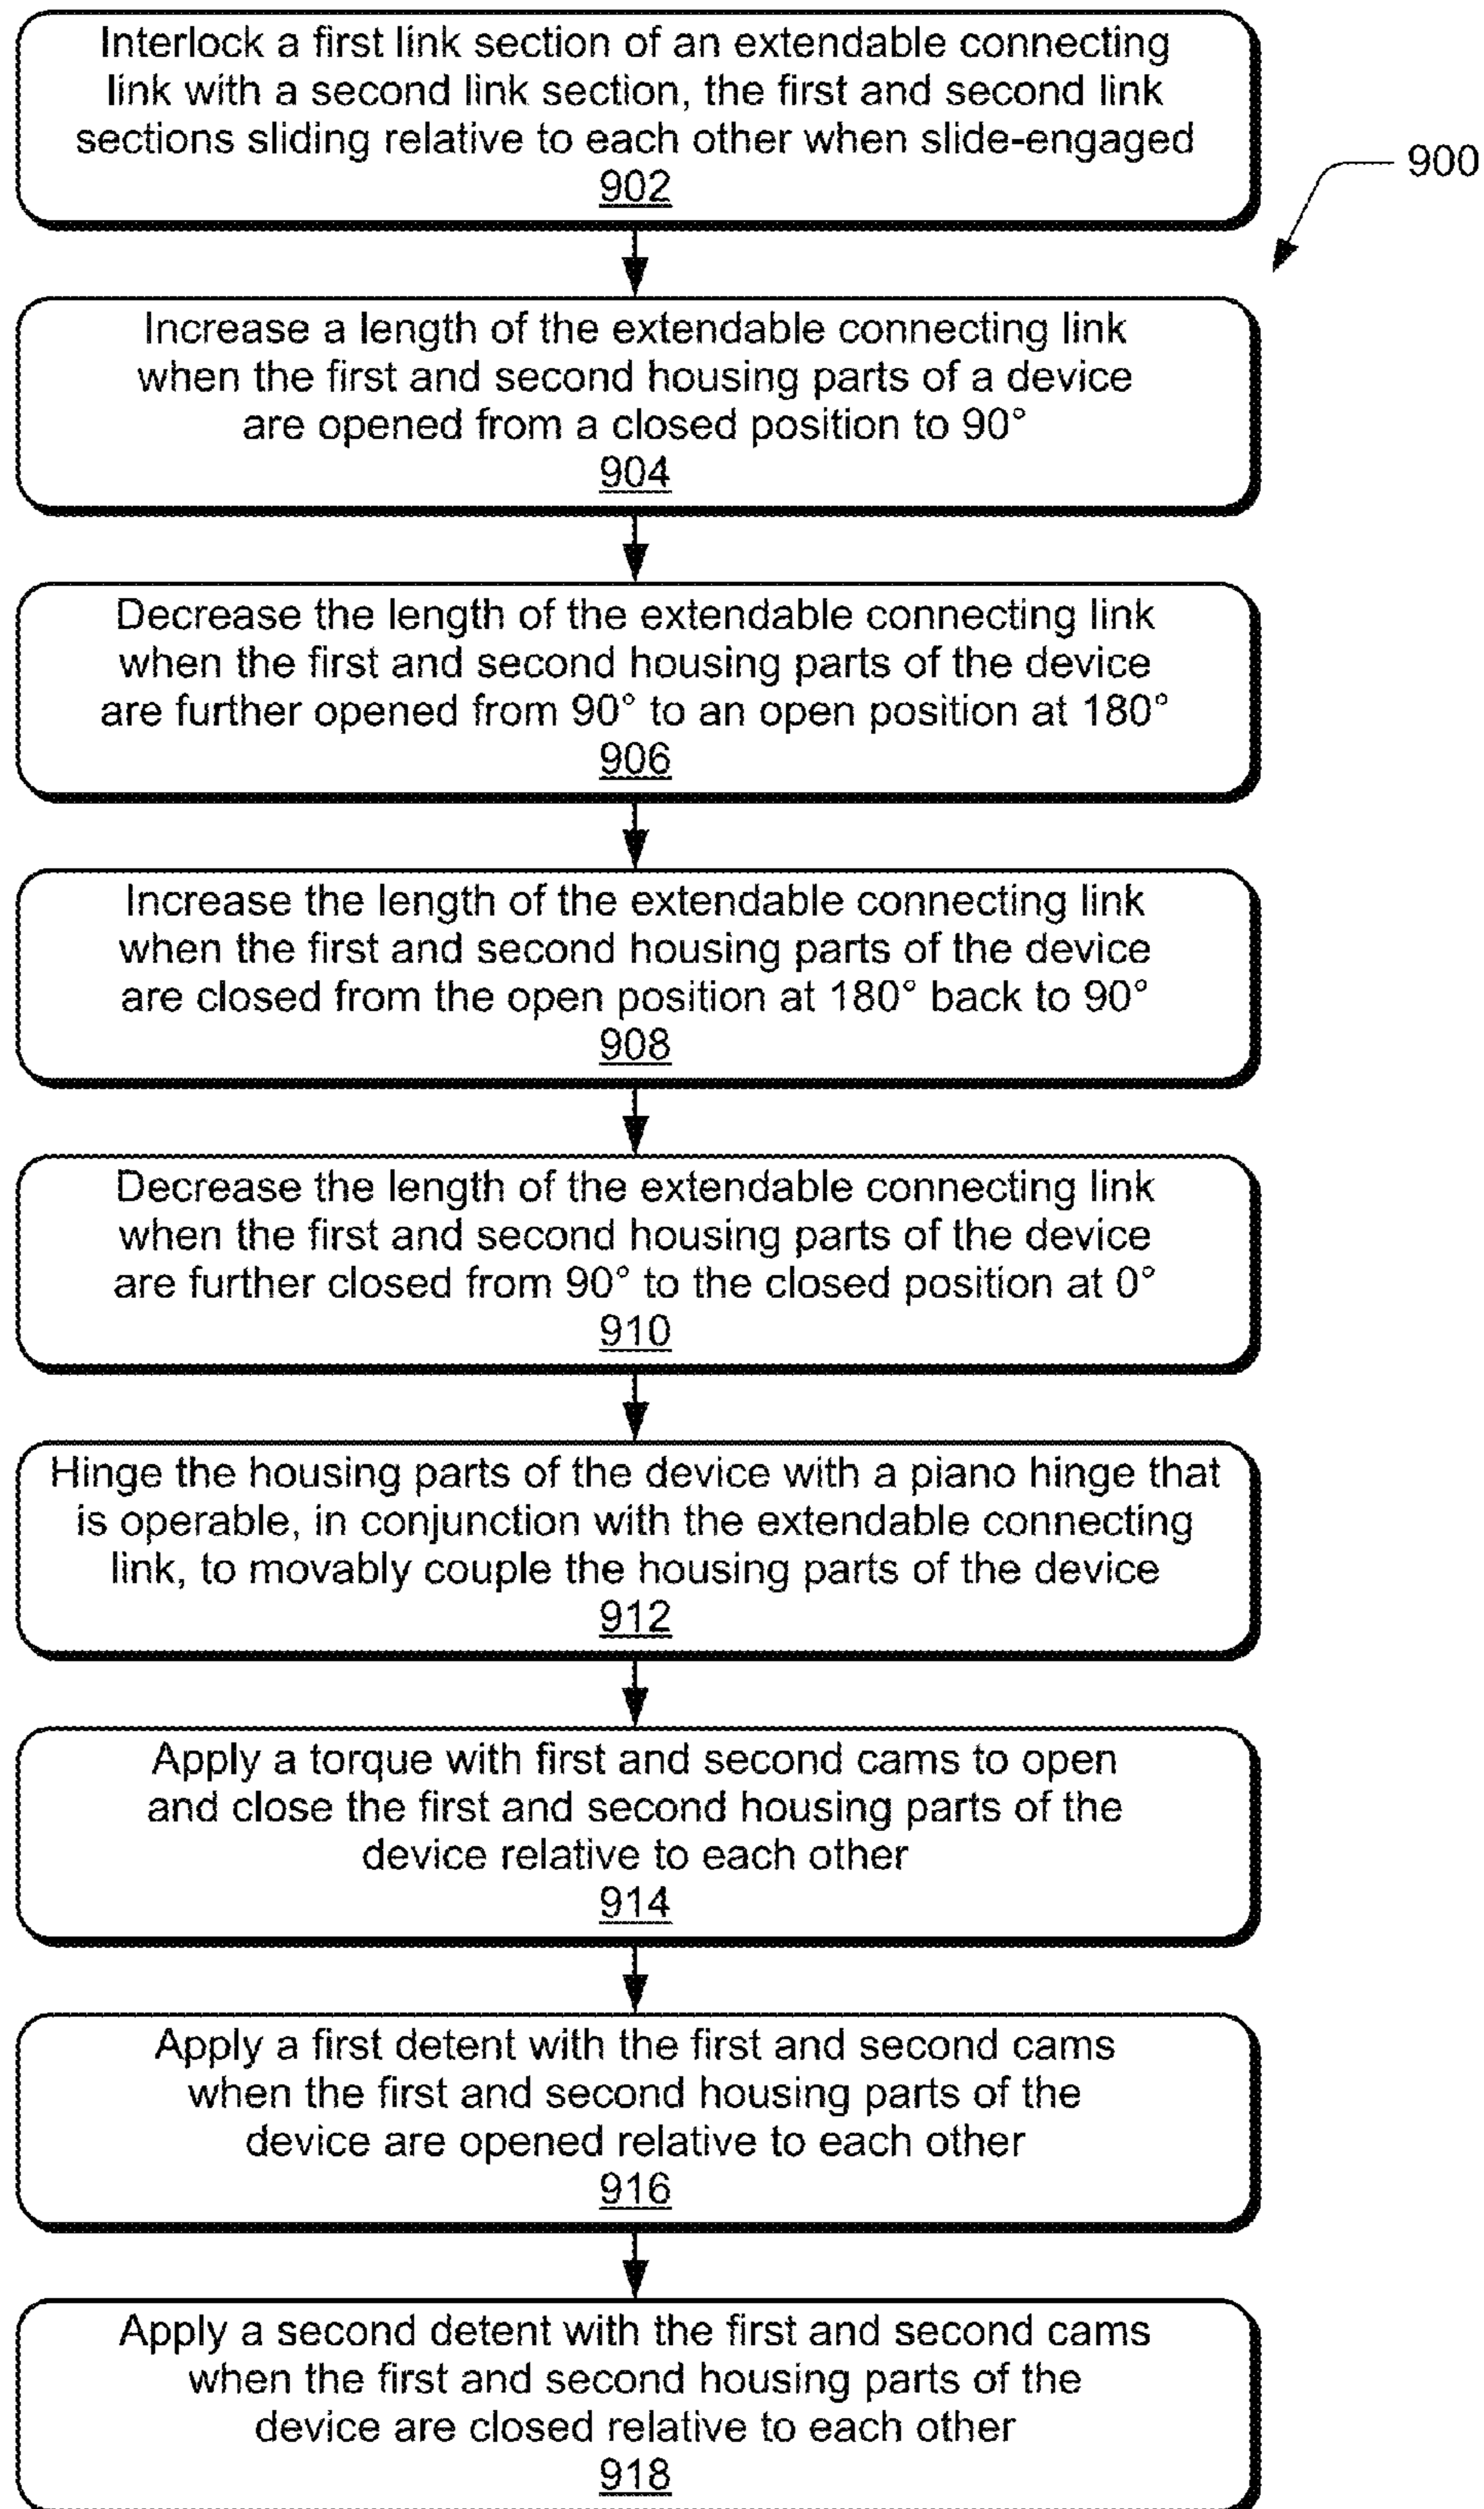 Interlock a first link section of an extendable connecting
link with a second link section, the first and second link
sections sliding relative to each other when slide-engaged
902
900
Increase a length of the extendable connecting link
when the first and second housing parts of a device
are opened from a closed position to 90°
904
Decrease the length of the extendable connecting link
when the first and second housing parts of the device
are further opened from 90° to an open position at 180°
906
Increase the length of the extendable connecting link
when the first and second housing parts of the device
are closed from the open position at 180° back to 90°
908
Decrease the length of the extendable connecting link
when the first and second housing parts of the device
are further closed from 90° to the closed position at 0°
910
Hinge the housing parts of the device with a piano hinge that
is operable, in conjunction with the extendable connecting
link, to movably couple the housing parts of the device
912
Apply a torque with first and second cams to open
and close the first and second housing parts of the
device relative to each other
914
Apply a first detent with the first and second cams
when the first and second housing parts of the
device are opened relative to each other
916
Apply a second detent with the first and second cams
when the first and second housing parts of the
device are closed relative to each other
918